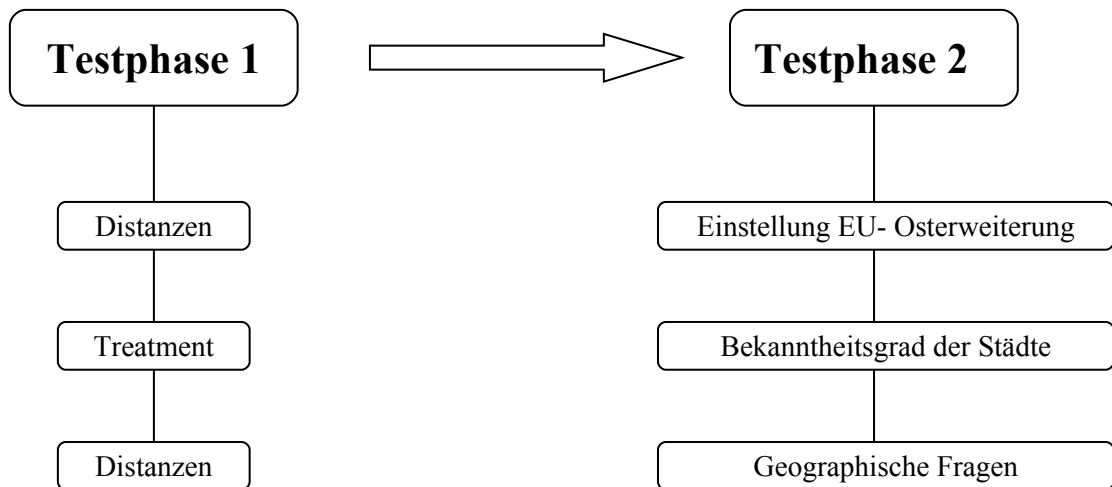 Testphase 1
Testphase 2
Distanzen
Treatment
Distanzen
Einstellung EU- Osterweiterung
Bekanntheitsgrad der Städte
Geographische Fragen